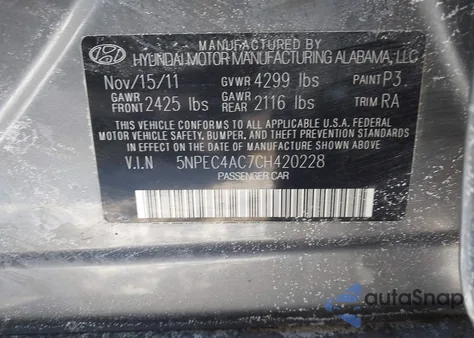 MANUFACTURED BY
HYUNDAI MOTOR MANUFACTURING ALABAMA, LLC
Nov/15/11 GVWR 4299 lbs PAINT P3
GAWR FRONT 2425 lbs GAWR REAR 2116 lbs TRIM RA
THIS VEHICLE CONFORMS TO ALL APPLICABLE U.S.A. FEDERAL
MOTOR VEHICLE SAFETY, BUMPER, AND THEFT PREVENTION STANDARDS
IN EFFECT ON THE DATE OF MANUFACTURE SHOWN ABOVE.
V.I.N 5NPEC4AC7CH420228
PASSENGER CAR
autaSnap